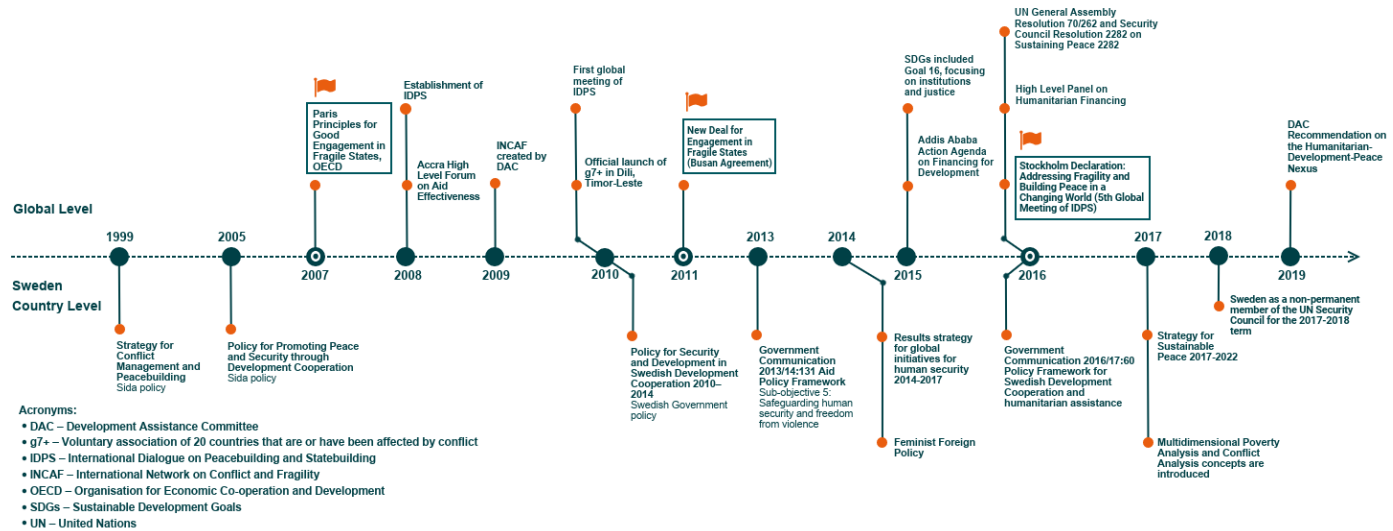 UN General Assembly
Resolution 70/262 and Security
Council Resolution 2282 on
Sustaining Peace 2282
SDGs included
Goal 16, focusing
on institutions
and justice
First global
meeting of
IDPS
Establishment of
IDPS
High Level Panel on
Humanitarian Financing
Paris
Principles for
Good
Engagement in
Fragile States,
OECD
New Deal for
Engagement in
Fragile States
(Busan Agreement)
DAC
Recommendation on
the Humanitarian-
Development-Peace
Nexus
Accra High
Level Forum
on Aid
Effectiveness
INCAF
created by
DAC
Official launch of
g7+ in Dili,
Timor-Leste
Addis Ababa
Action Agenda
on Financing for
Development
Stockholm Declaration:
Addressing Fragility and
Building Peace in a
Changing World (5th Global
Meeting of IDPS)
Global Level
1999
2005
2007
2008
2009
2010
2011
2013
2014
2015
2016
2017
2018
2019
Sweden
Country Level
Strategy for
Conflict
Management and
Peacebuilding
Sida policy
Policy for Promoting Peace
and Security through
Development Cooperation
Sida policy
Policy for Security
and Development in
Swedish Development
Cooperation 2010–
2014
Swedish Government
policy
Government
Communication
2013/14:131 Aid
Policy Framework
Sub-objective 5:
Safeguarding human
security and freedom
from violence
Results strategy
for global
initiatives for
human security
2014-2017
Feminist Foreign
Policy
Government
Communication 2016/17:60
Policy Framework for
Swedish Development
Cooperation and
humanitarian assistance
Strategy for
Sustainable
Peace 2017-2022
Multidimensional Poverty
Analysis and Conflict
Analysis concepts are
introduced
Sweden as a non-permanent
member of the UN Security
Council for the 2017-2018
term
Acronyms:
• DAC – Development Assistance Committee
• g7+ – Voluntary association of 20 countries that are or have been affected by conflict
• IDPS – International Dialogue on Peacebuilding and Statebuilding
• INCAF – International Network on Conflict and Fragility
• OECD – Organisation for Economic Co-operation and Development
• SDGs – Sustainable Development Goals
• UN – United Nations